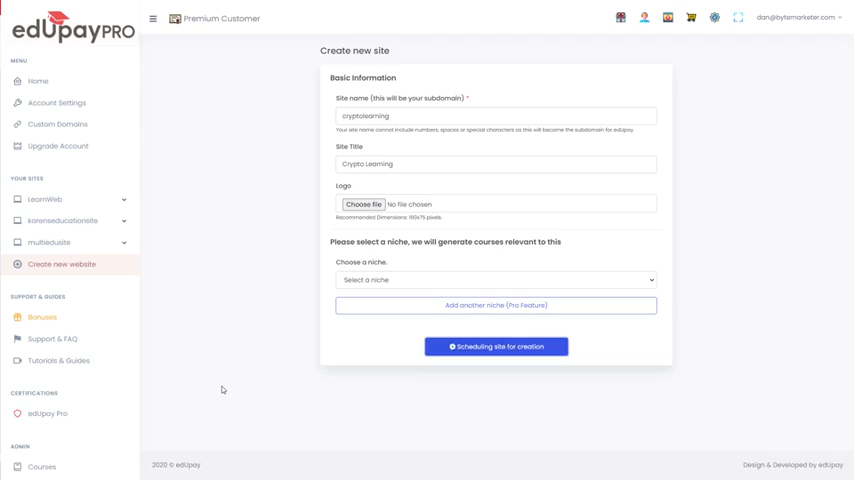 edUpayPRO
Premium Customer
dan@bytemarketer.com
MENU
Home
Account Settings
Custom Domains
Upgrade Account
YOUR SITES
LearnWeb
karenseducationsite
multiedusite
Create new website
SUPPORT & GUIDES
Bonuses
Support & FAQ
Tutorials & Guides
CERTIFICATIONS
edUpay Pro
ADMIN
Courses
Create new site
Basic Information
Site name (this will be your subdomain) *
cryptolearning
Your site name cannot include numbers, spaces or special characters as this will become the subdomain for edUpay.
Site Title
Crypto Learning
Logo
Choose file No file chosen
Recommended Dimensions: 180x75 pixels.
Please select a niche, we will generate courses relevant to this
Choose a niche.
Select a niche
Add another niche (Pro Feature)
Scheduling site for creation
2020 © edUpay
Design & Developed by edUpay